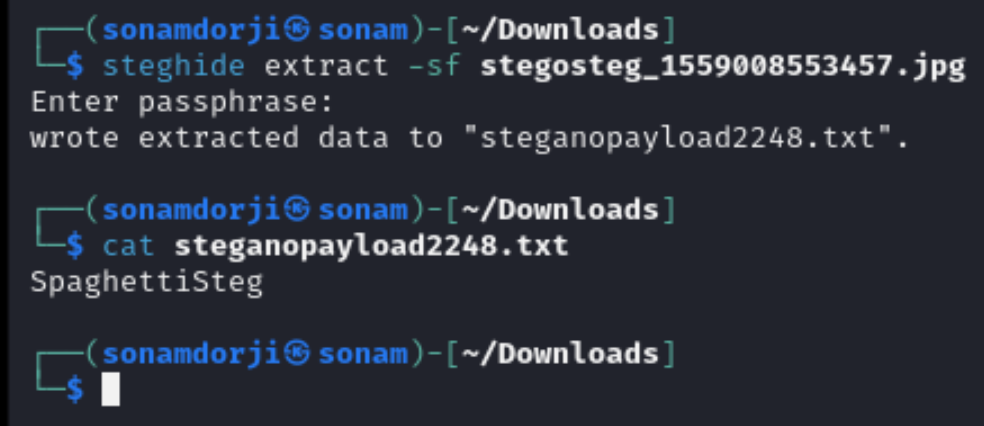 ┌──(sonamdorji㉿sonam)-[~/Downloads]
└─$ steghide extract -sf stegosteg_1559008553457.jpg
Enter passphrase:
wrote extracted data to "steganopayload2248.txt".
┌──(sonamdorji㉿sonam)-[~/Downloads]
└─$ cat steganopayload2248.txt
SpaghettiSteg
┌──(sonamdorji㉿sonam)-[~/Downloads]
└─$